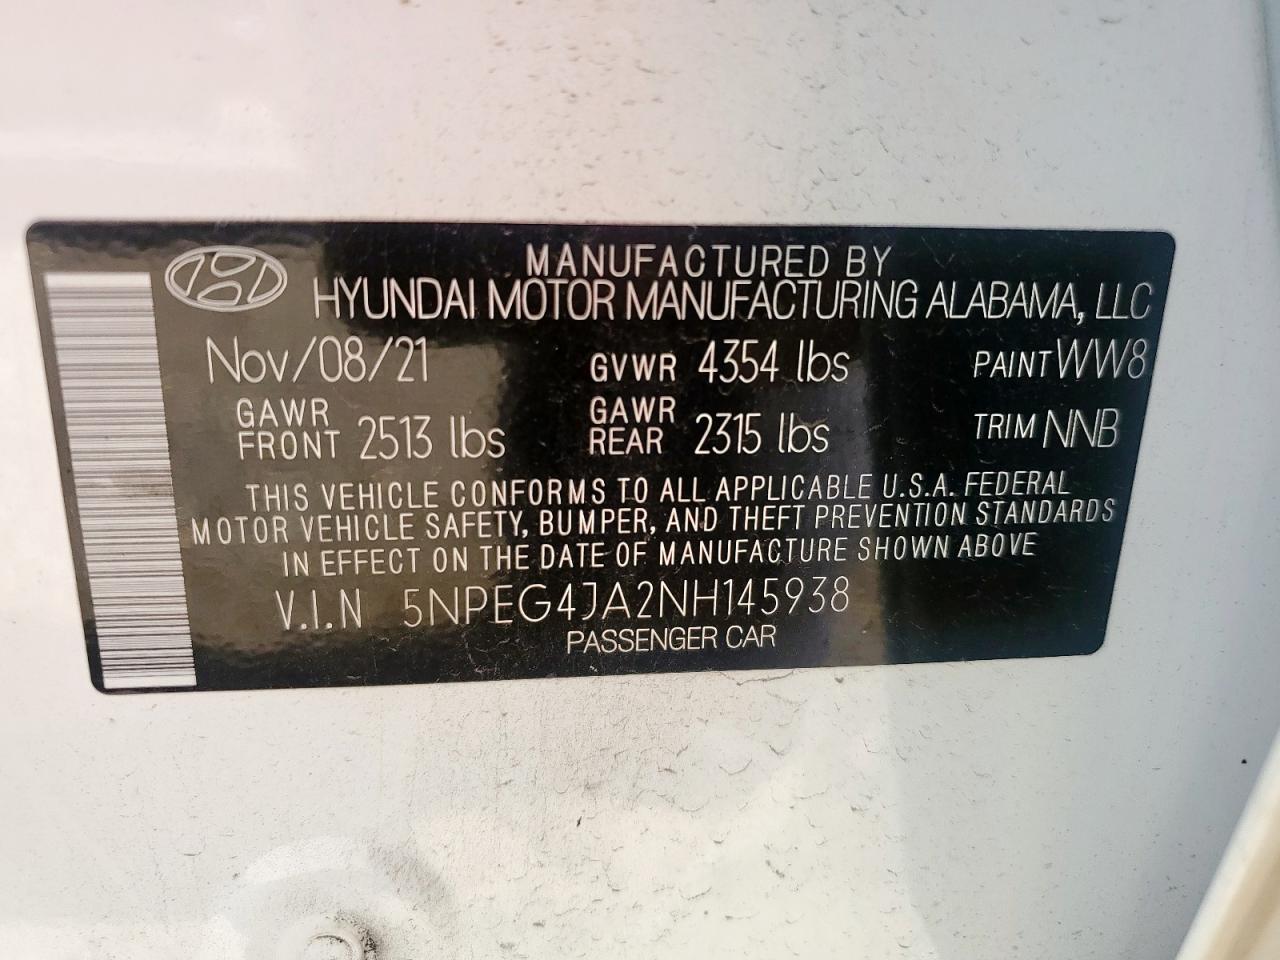 MANUFACTURED BY
HYUNDAI MOTOR MANUFACTURING ALABAMA, LLC
Nov/08/21 GVWR 4354 lbs PAINT WW8
GAWR FRONT 2513 lbs GAWR REAR 2315 lbs TRIM NNB
THIS VEHICLE CONFORMS TO ALL APPLICABLE U.S.A. FEDERAL
MOTOR VEHICLE SAFETY, BUMPER, AND THEFT PREVENTION STANDARDS
IN EFFECT ON THE DATE OF MANUFACTURE SHOWN ABOVE
V.I.N 5NPEG4JA2NH145938
PASSENGER CAR